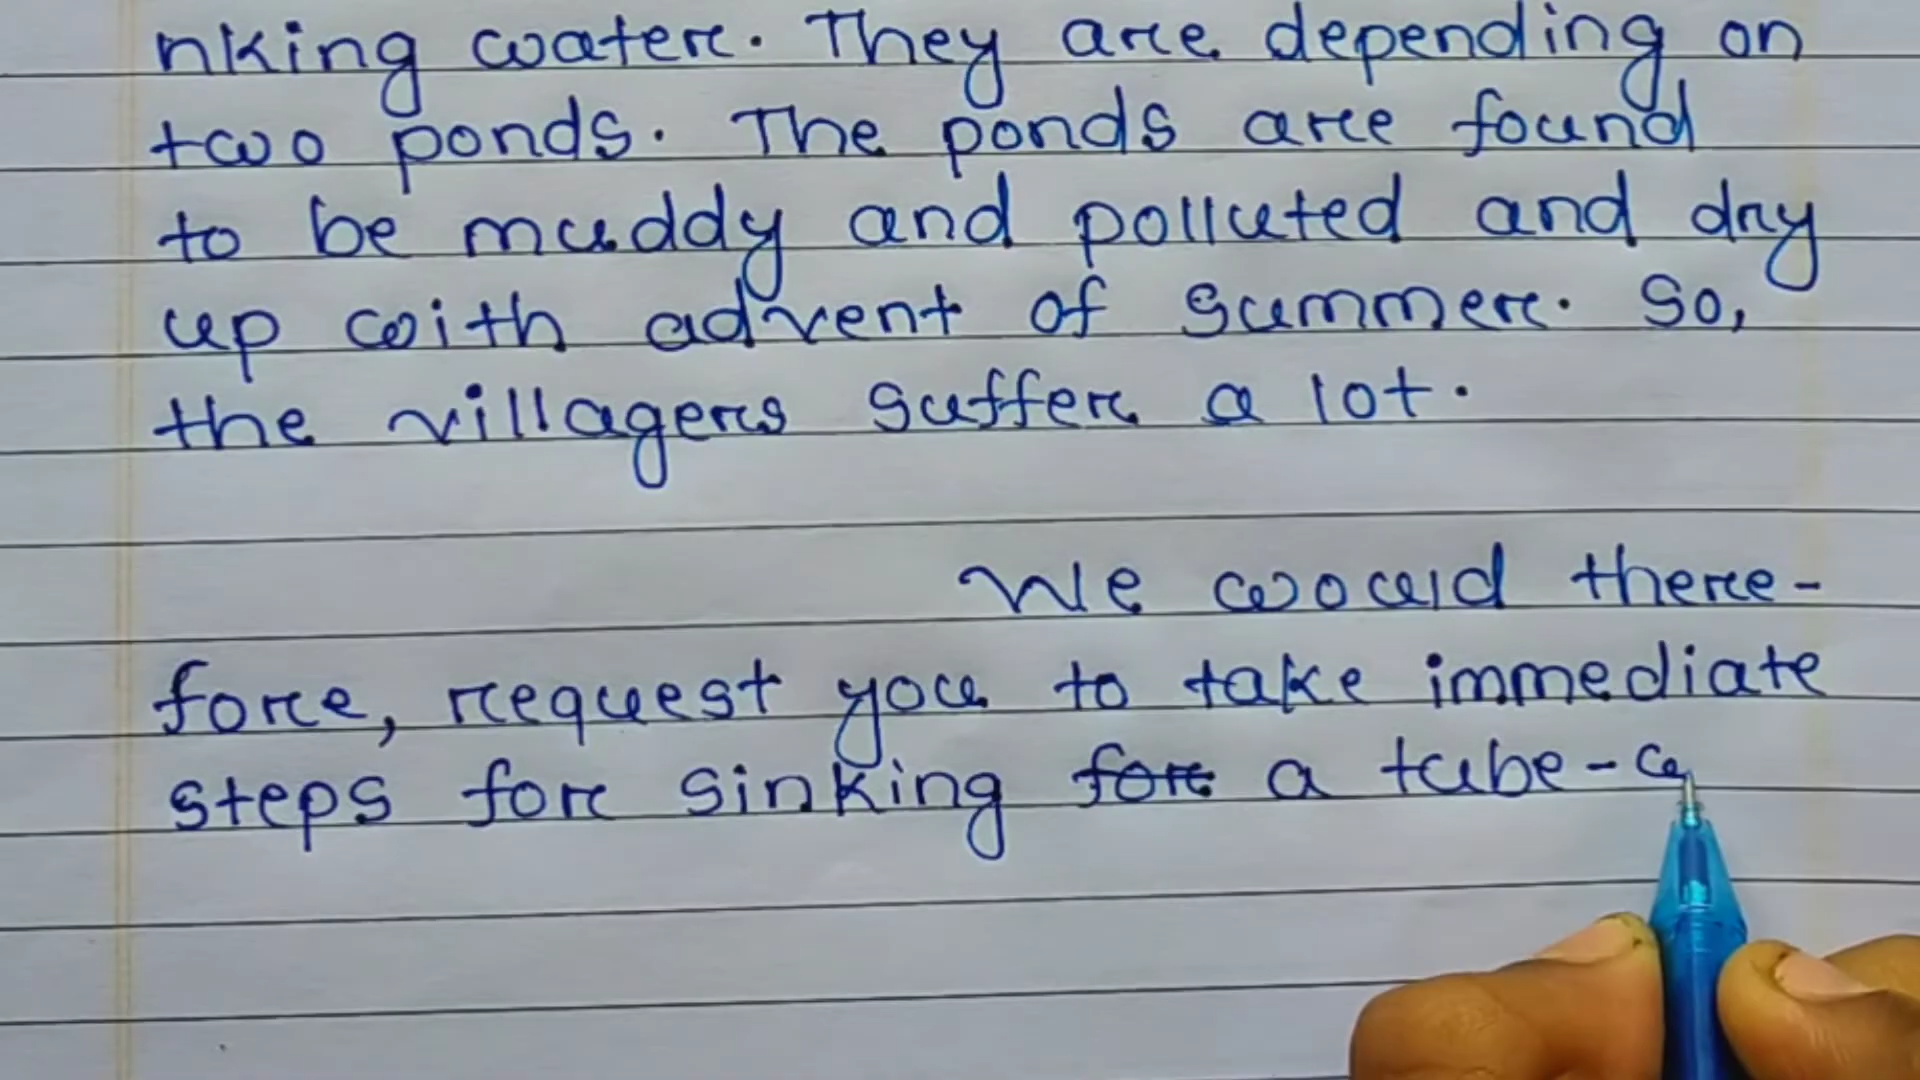 nking water. They are depending on
two ponds. The ponds are found
to be muddy and polluted and dry
up with advent of summer. So,
the villagers suffer a lot.
We would there-
fore, request you to take immediate
steps for sinking for a tube-